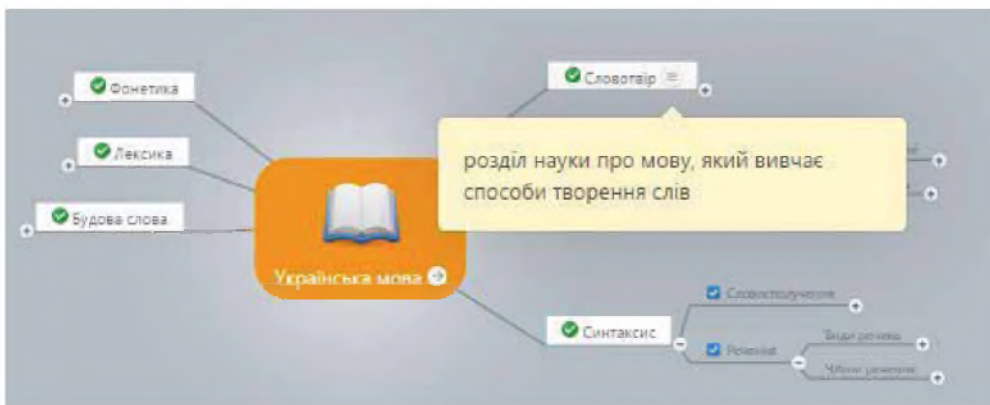 Фонетика
Лексика
Будова слова
Українська мова
Словотвір
розділ науки про мову, який вивчає
способи творення слів
Синтаксис
Словосполучення
Речення
Види речень
Члени речення